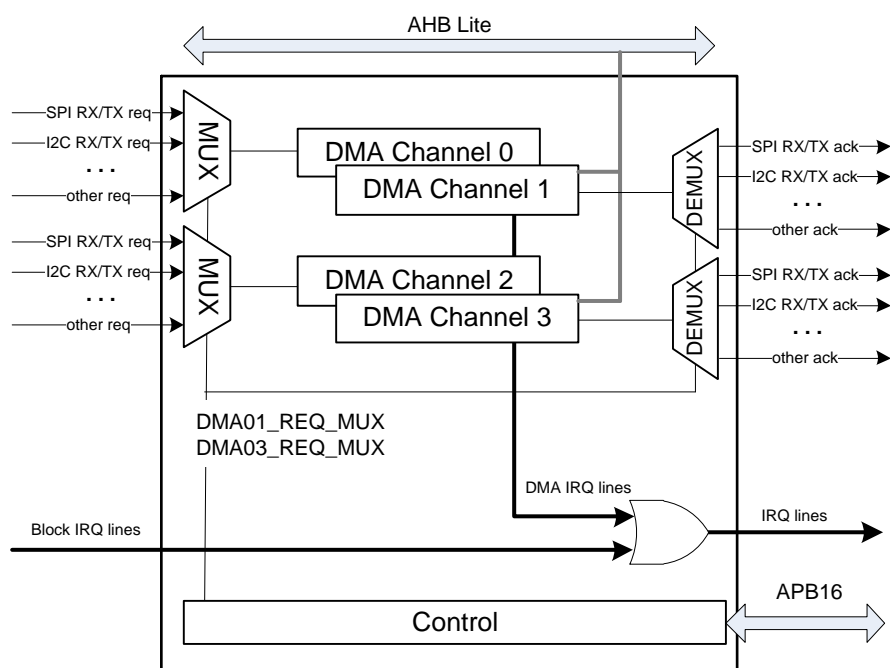 AHB Lite
SPI RX/TX req
I2C RX/TX req
. . .
other req
MUX
DMA Channel 0
DMA Channel 1
DEMUX
SPI RX/TX ack
I2C RX/TX ack
. . .
other ack
SPI RX/TX req
I2C RX/TX req
. . .
other req
MUX
DMA Channel 2
DMA Channel 3
DEMUX
SPI RX/TX ack
I2C RX/TX ack
. . .
other ack
DMA01_REQ_MUX
DMA03_REQ_MUX
DMA IRQ lines
Block IRQ lines
IRQ lines
APB16
Control